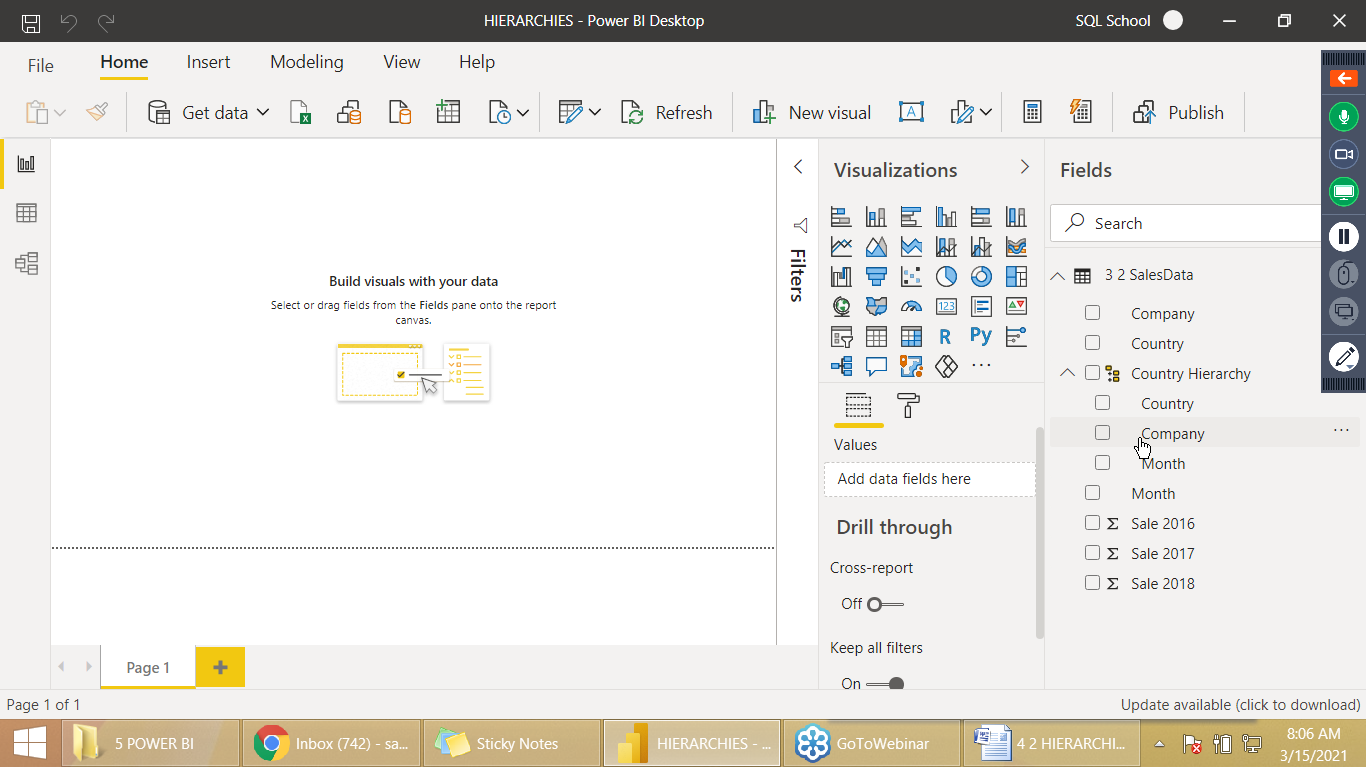 HIERARCHIES - Power BI Desktop
SQL School
File
Home
Insert
Modeling
View
Help
Get data
Refresh
New visual
Publish
Build visuals with your data
Select or drag fields from the Fields pane onto the report
canvas.
Filters
Visualizations
123
R
Py
Values
Add data fields here
Drill through
Cross-report
Off
Keep all filters
On
Fields
Search
3 2 SalesData
Company
Country
Country Hierarchy
Country
Company
Month
Month
Σ Sale 2016
Σ Sale 2017
Σ Sale 2018
Page 1
Page 1 of 1
Update available (click to download)
5 POWER BI
Inbox (742) - sa...
Sticky Notes
HIERARCHIES - ...
GoToWebinar
4 2 HIERARCHI...
8:06 AM
3/15/2021